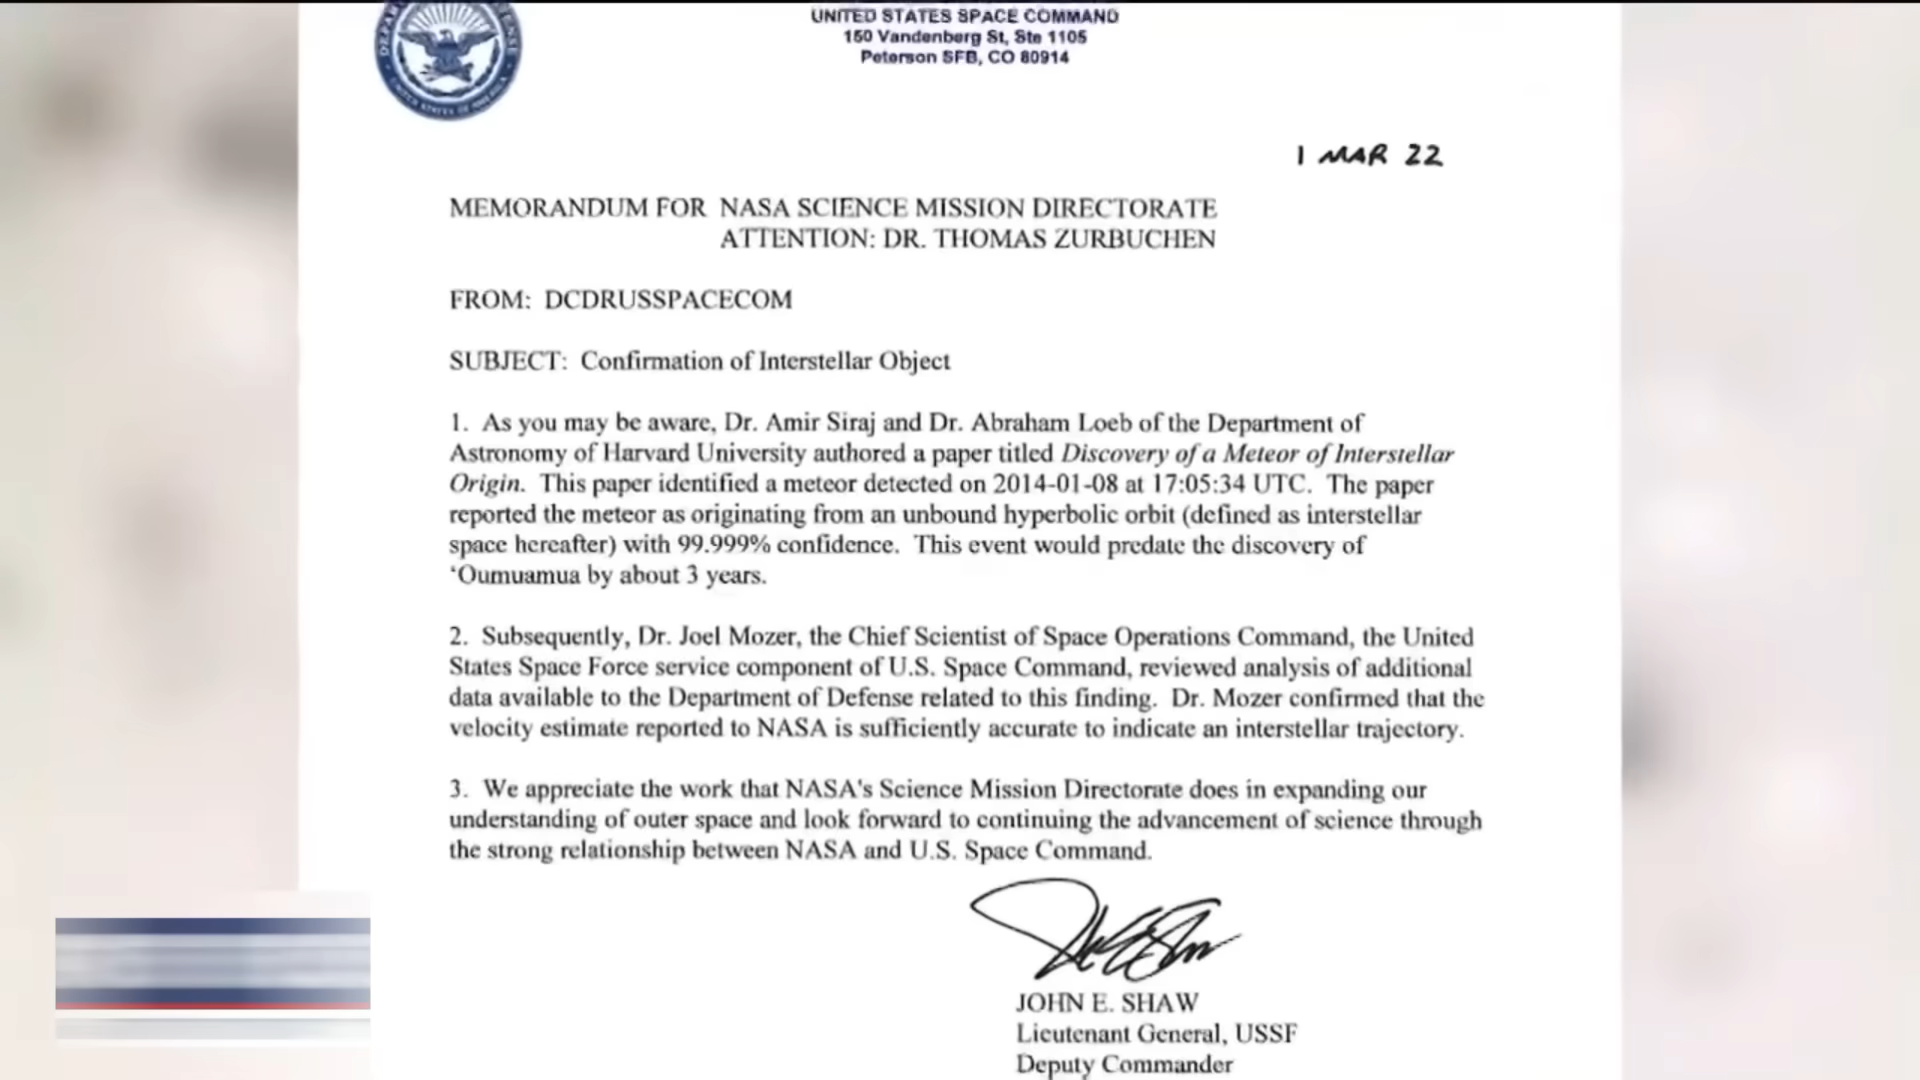 UNITED STATES SPACE COMMAND
150 Vandenberg St, Ste 1105
Peterson SFB, CO 80914
UNITED STATES OF AMERICA
1 MAR 22
MEMORANDUM FOR NASA SCIENCE MISSION DIRECTORATE
ATTENTION: DR. THOMAS ZURBUCHEN
FROM: DCDRUSSPACECOM
SUBJECT: Confirmation of Interstellar Object
1. As you may be aware, Dr. Amir Siraj and Dr. Abraham Loeb of the Department of
Astronomy of Harvard University authored a paper titled Discovery of a Meteor of Interstellar
Origin. This paper identified a meteor detected on 2014-01-08 at 17:05:34 UTC. The paper
reported the meteor as originating from an unbound hyperbolic orbit (defined as interstellar
space hereafter) with 99.999% confidence. This event would predate the discovery of
‘Oumuamua by about 3 years.
2. Subsequently, Dr. Joel Mozer, the Chief Scientist of Space Operations Command, the United
States Space Force service component of U.S. Space Command, reviewed analysis of additional
data available to the Department of Defense related to this finding. Dr. Mozer confirmed that the
velocity estimate reported to NASA is sufficiently accurate to indicate an interstellar trajectory.
3. We appreciate the work that NASA's Science Mission Directorate does in expanding our
understanding of outer space and look forward to continuing the advancement of science through
the strong relationship between NASA and U.S. Space Command.
JOHN E. SHAW
Lieutenant General, USSF
Deputy Commander